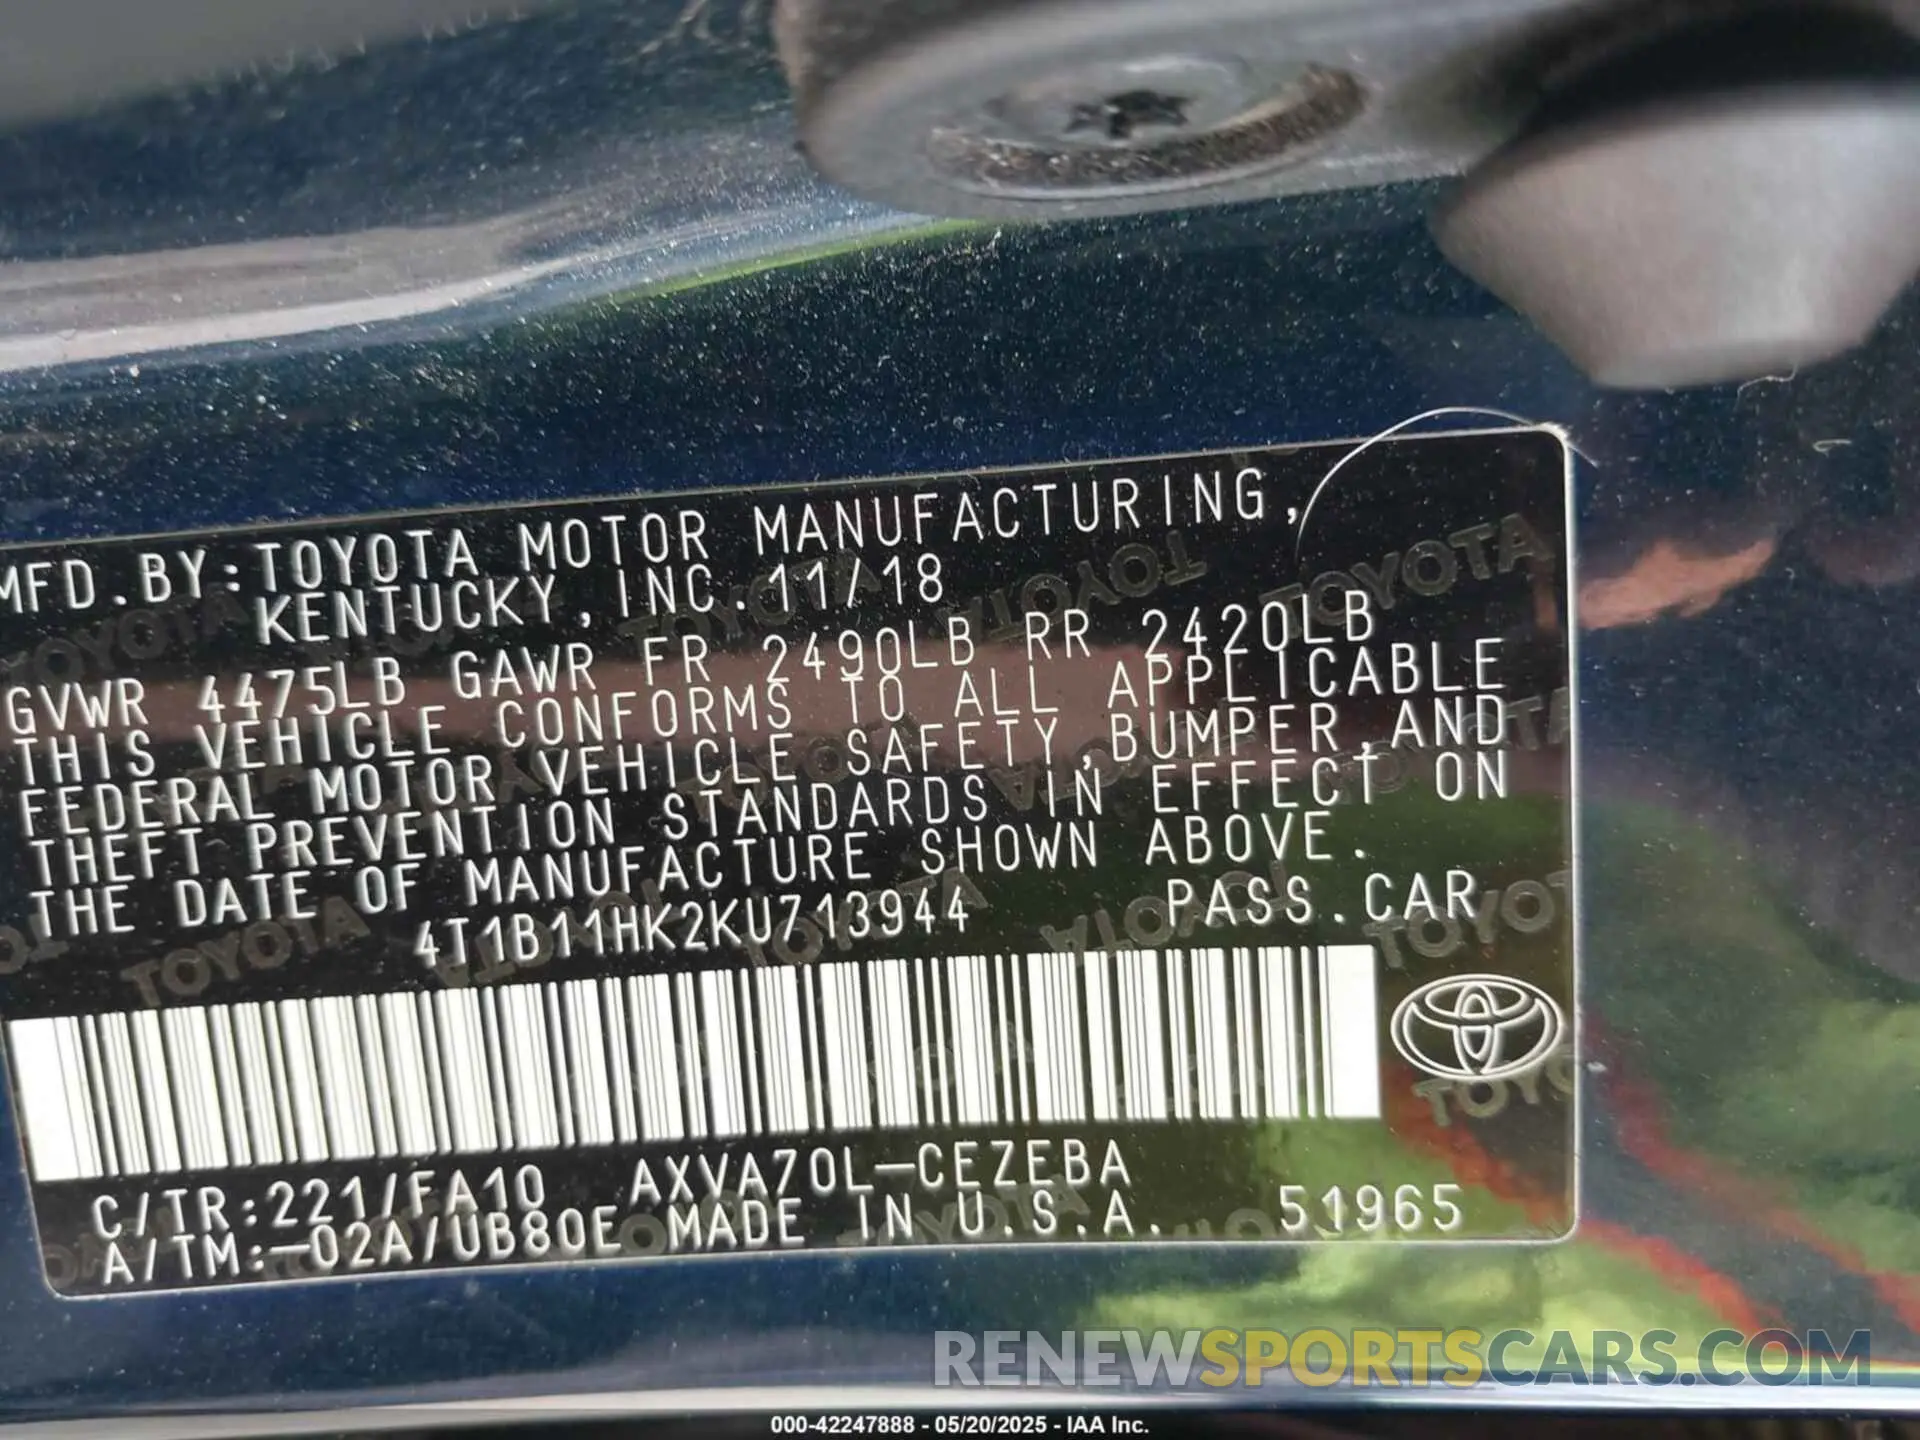 MFD.BY:TOYOTA MOTOR MANUFACTURING,
KENTUCKY, INC. 11/18
GVWR 4475LB GAWR FR 2490LB RR 2420LB
THIS VEHICLE CONFORMS TO ALL APPLICABLE
FEDERAL MOTOR VEHICLE SAFETY,BUMPER,AND
THEFT PREVENTION STANDARDS IN EFFECT ON
THE DATE OF MANUFACTURE SHOWN ABOVE.
4T1B11HK2KU713944 PASS.CAR
C/TR:221/FA10 AXVA70L-CEZEBA
A/TM:-02A/UB80E MADE IN U.S.A. 51965
RENEWSPORTSCARS.COM
000-42247888 - 05/20/2025 - IAA Inc.